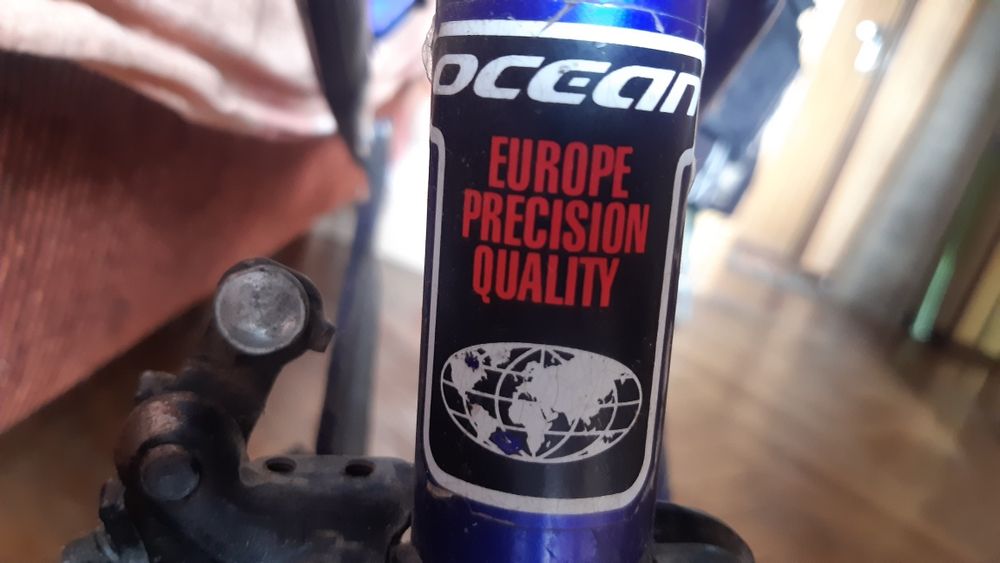 OCEAN
EUROPE
PRECISION
QUALITY